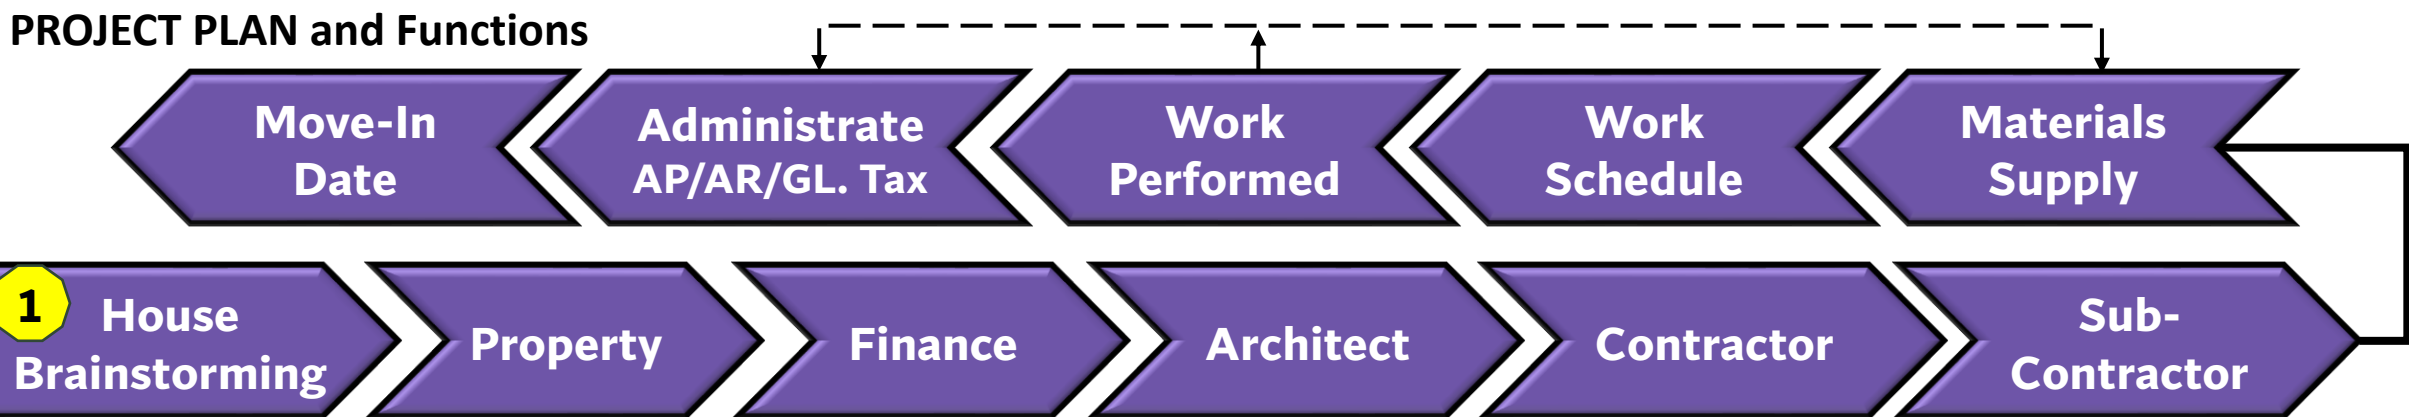 PROJECT PLAN and Functions
Move-In
Date
Administrate
AP/AR/GL. Tax
Work
Performed
Work
Schedule
Materials
Supply
1
House
Brainstorming
Property
Finance
Architect
Contractor
Sub-
Contractor